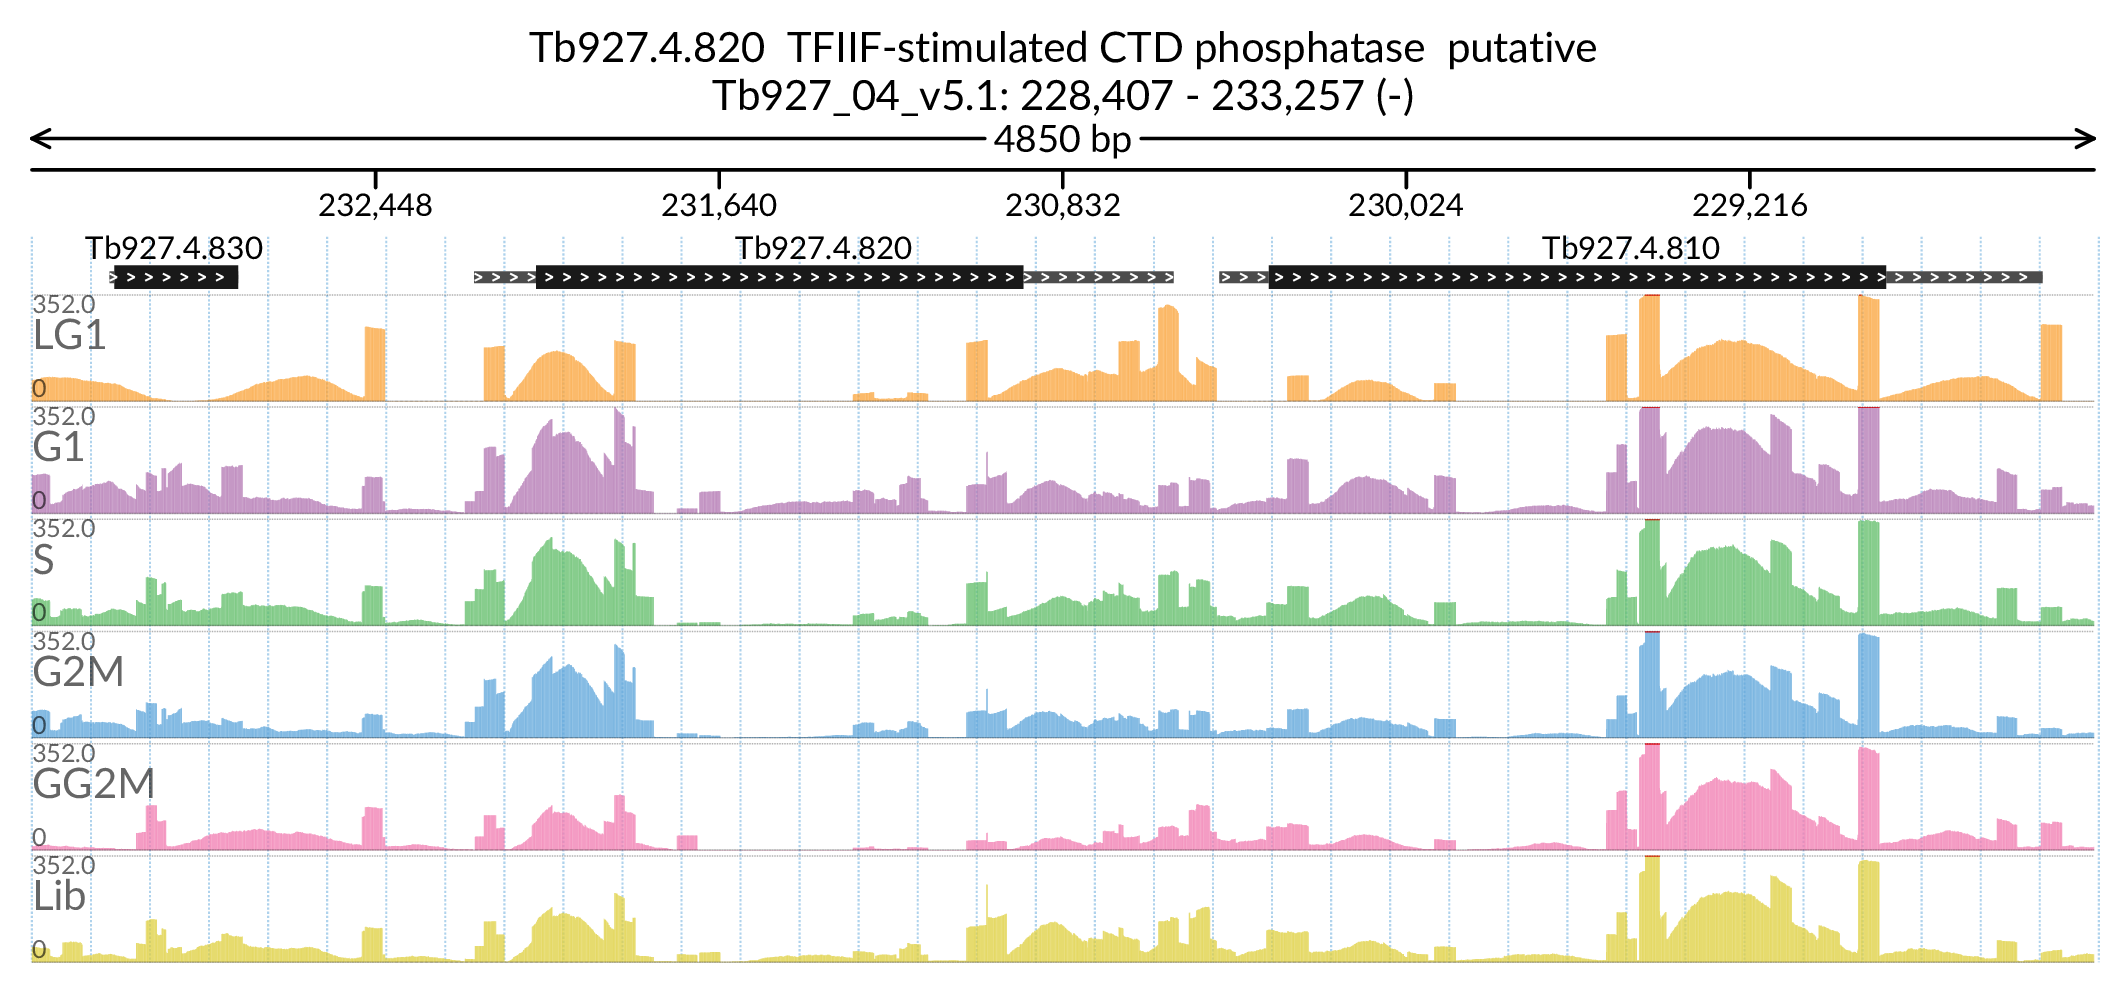 Tb927.4.820 TFIIF-stimulated CTD phosphatase putative
Tb927_04_v5.1: 228,407 - 233,257 (-)
4850 bp
232,448 231,640 230,832 230,024 229,216
Tb927.4.830 Tb927.4.820 Tb927.4.810
352.0
LG1
0
352.0
G1
0
352.0
S
0
352.0
G2M
0
352.0
GG2M
0
352.0
Lib
0